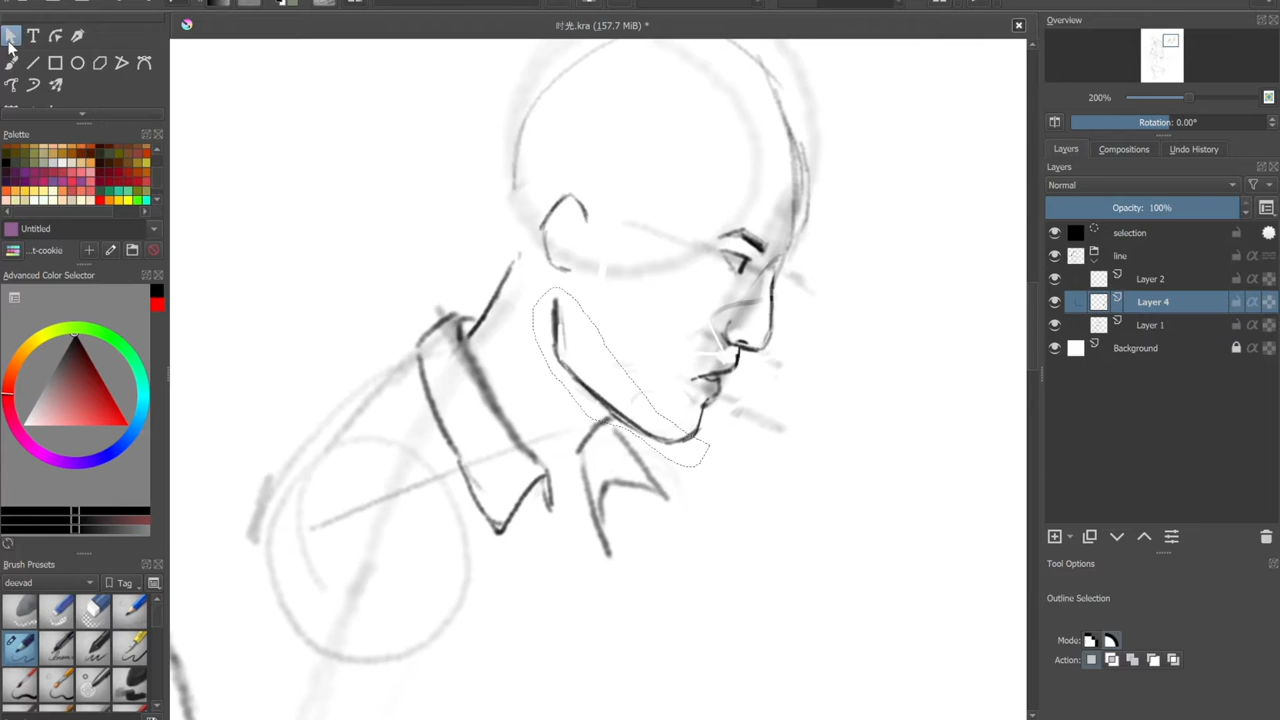 时光.kra (157.7 MiB) *
Overview
200%
Rotation: 0.00°
Layers
Compositions
Undo History
Layers
Normal
Opacity: 100%
selection
line
Layer 2
Layer 4
Layer 1
Background
Tool Options
Outline Selection
Mode:
Action:
T
Palette
Untitled
...t-cookie
Advanced Color Selector
Brush Presets
deevad
Tag